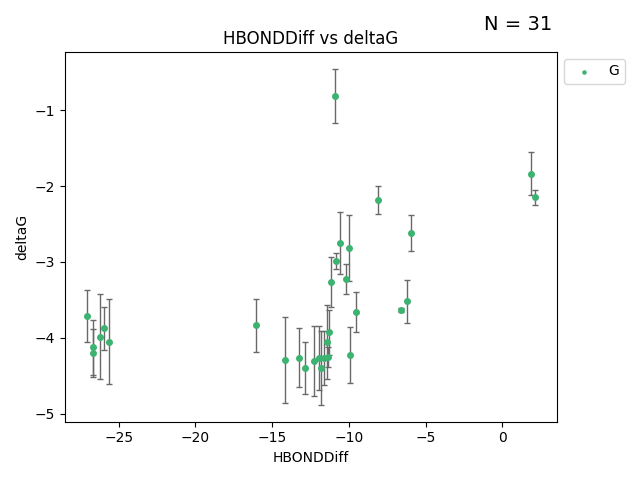 N = 31
HBONDDiff vs deltaG
G
deltaG
−1
−2
−3
−4
−5
−25
−20
−15
−10
−5
0
HBONDDiff